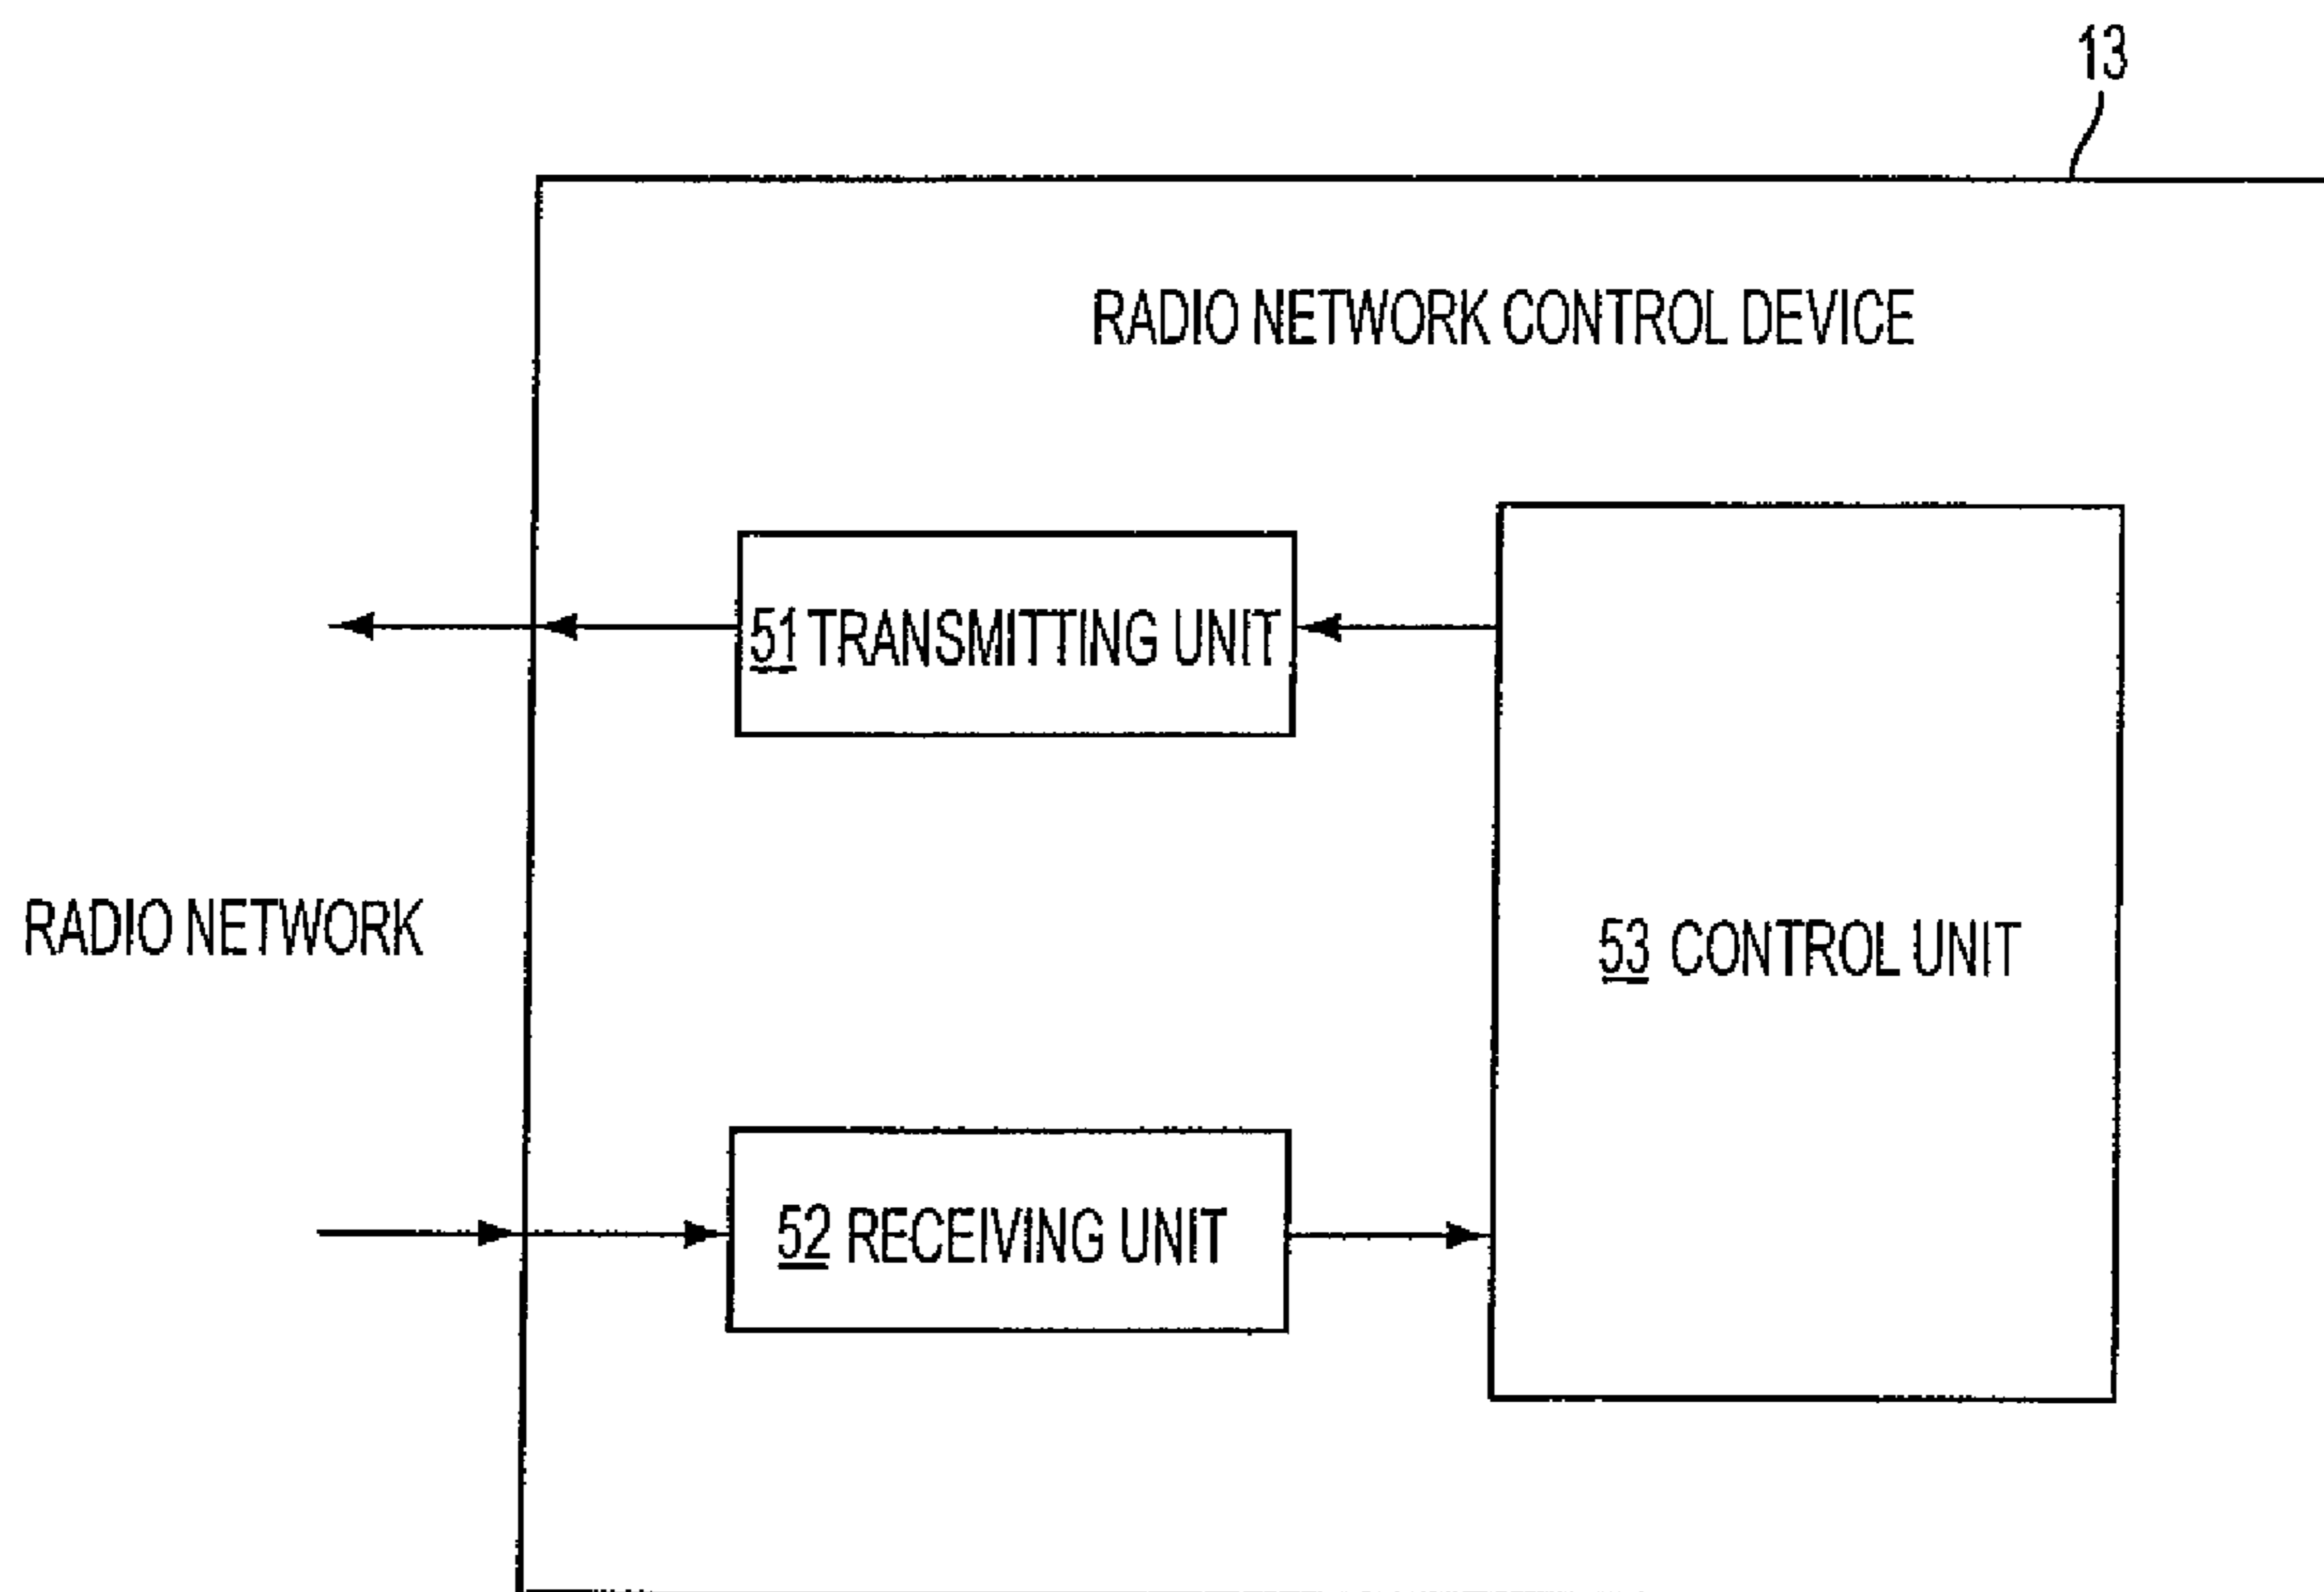 13
RADIO NETWORK CONTROL DEVICE
51 TRANSMITTING UNIT
RADIO NETWORK
53 CONTROL UNIT
52 RECEIVING UNIT